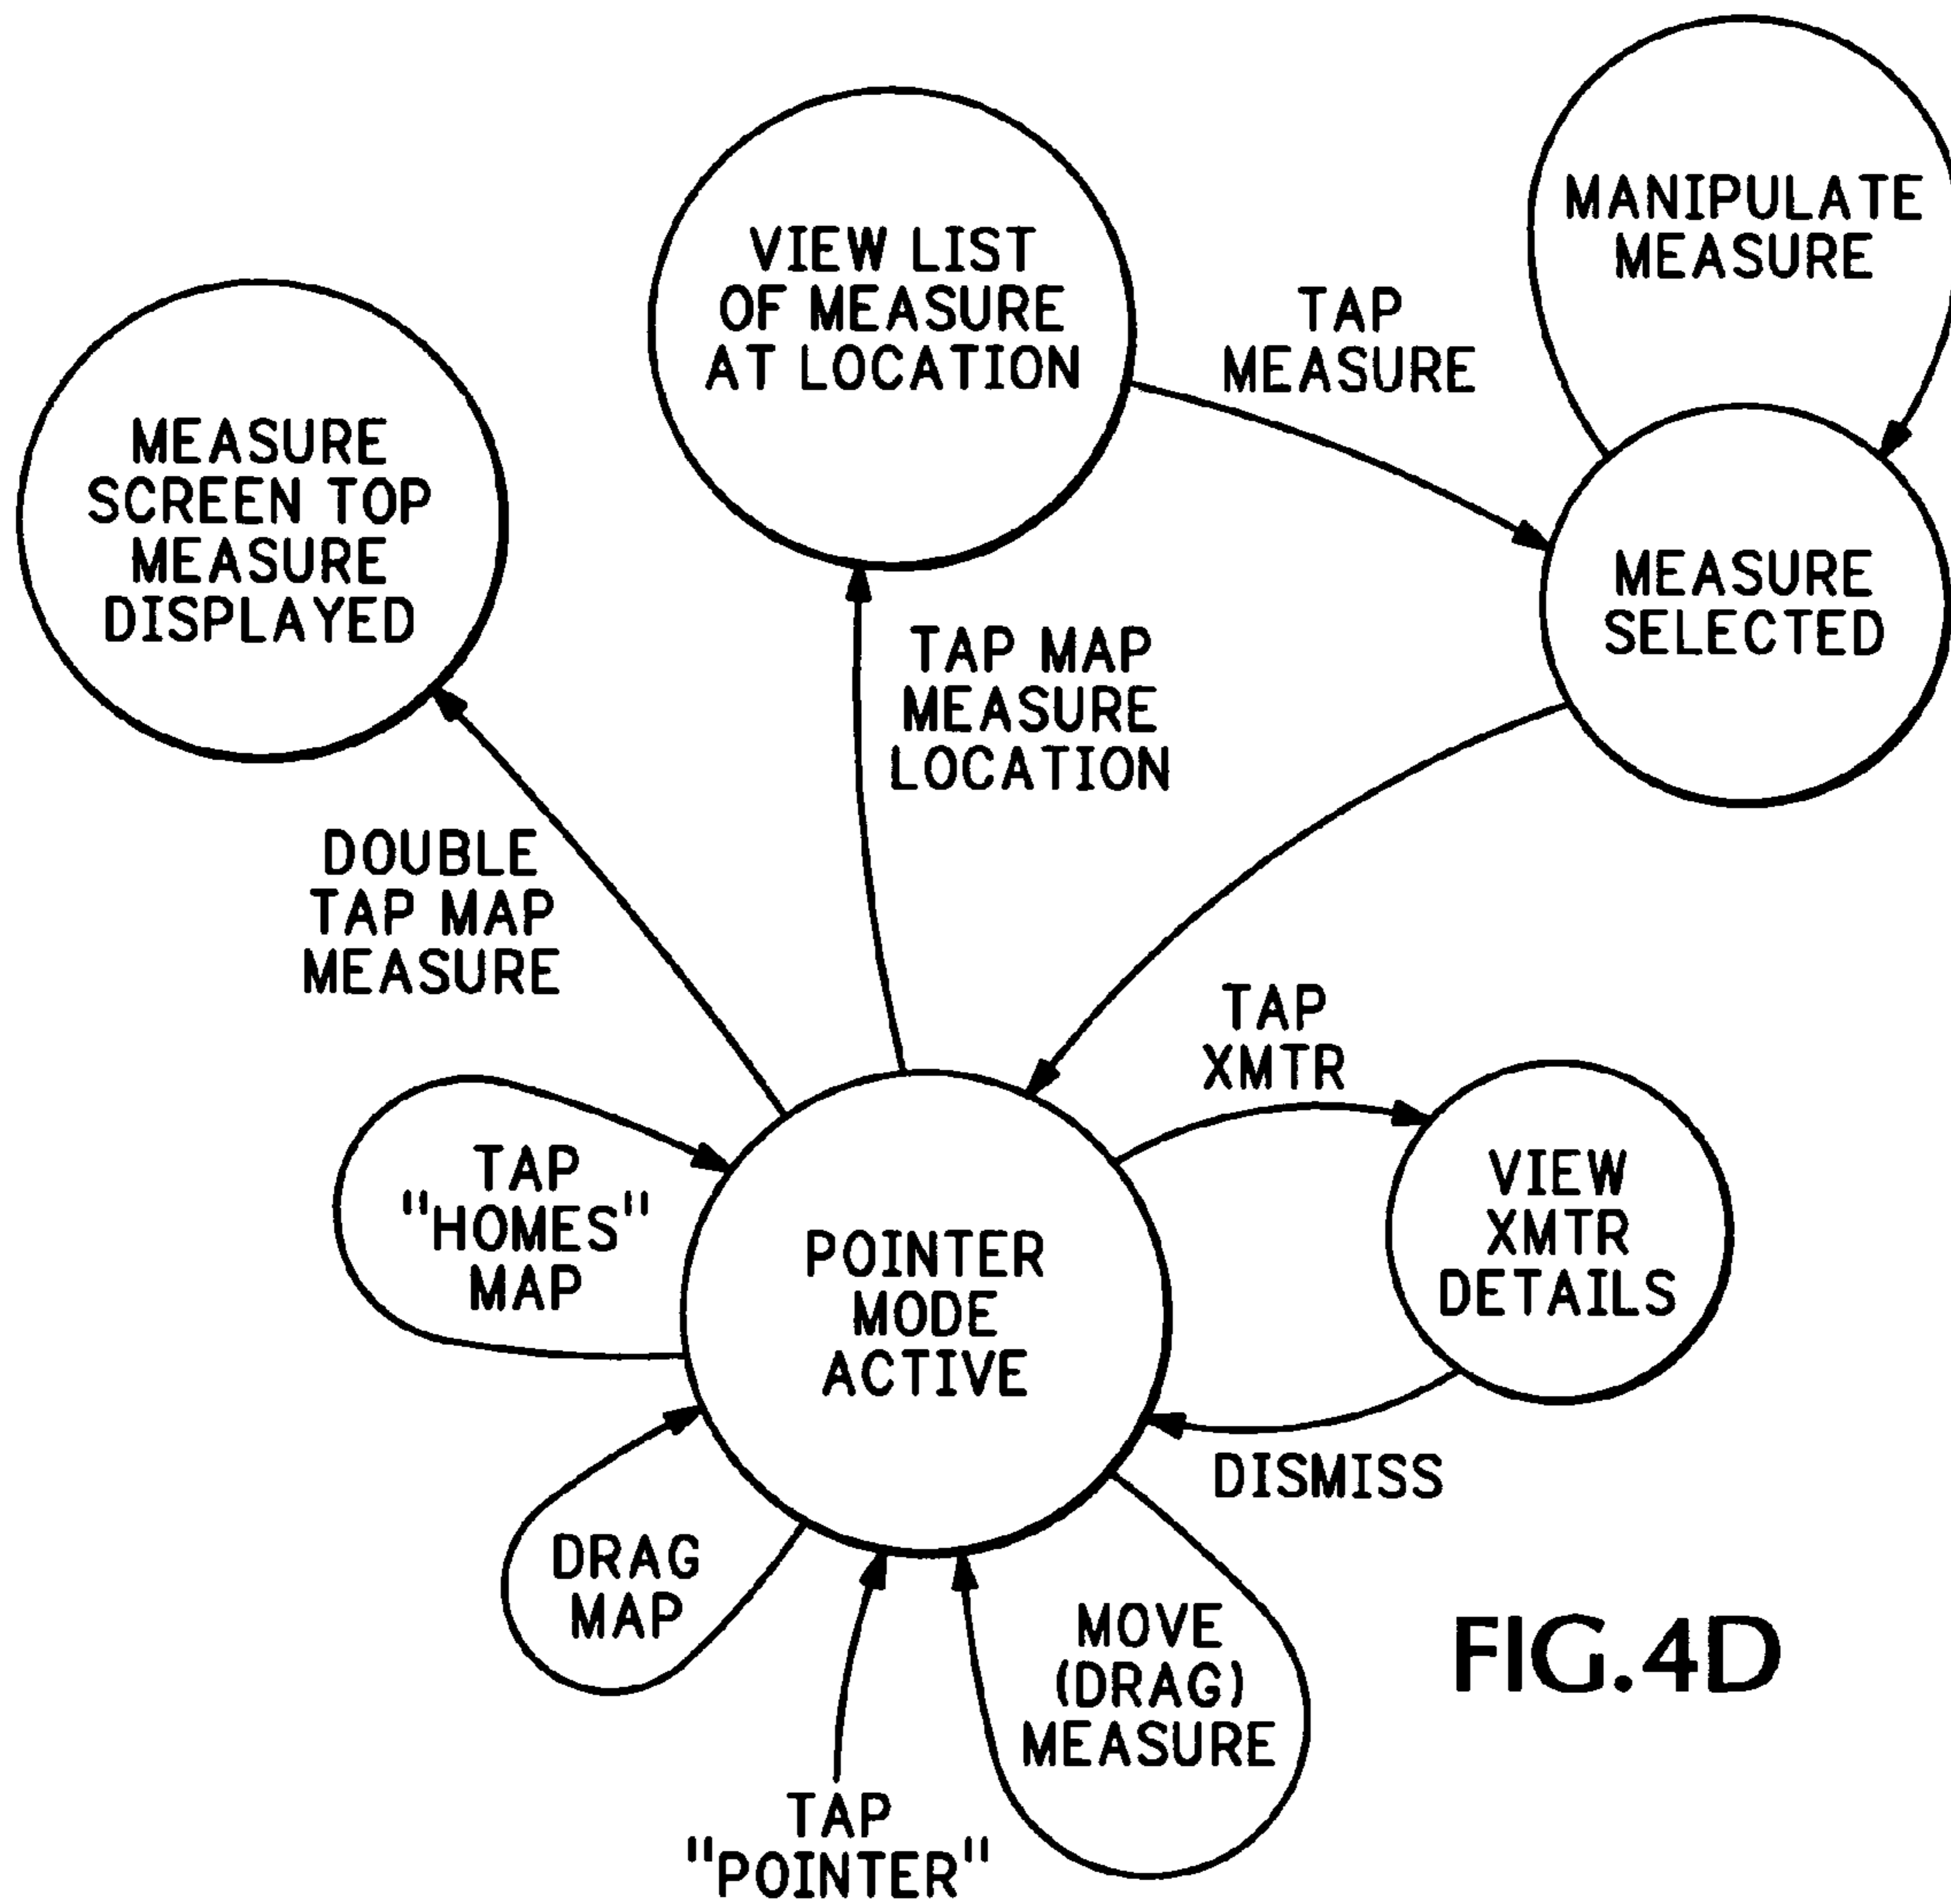 MANIPULATE
MEASURE
VIEW LIST
OF MEASURE
AT LOCATION
TAP
MEASURE
MEASURE
SCREEN TOP
MEASURE
DISPLAYED
MEASURE
SELECTED
TAP MAP
MEASURE
LOCATION
DOUBLE
TAP MAP
MEASURE
TAP
XMTR
TAP
"HOMES"
MAP
VIEW
XMTR
DETAILS
POINTER
MODE
ACTIVE
DISMISS
DRAG
MAP
MOVE
(DRAG)
MEASURE
TAP
"POINTER"
FIG.4D